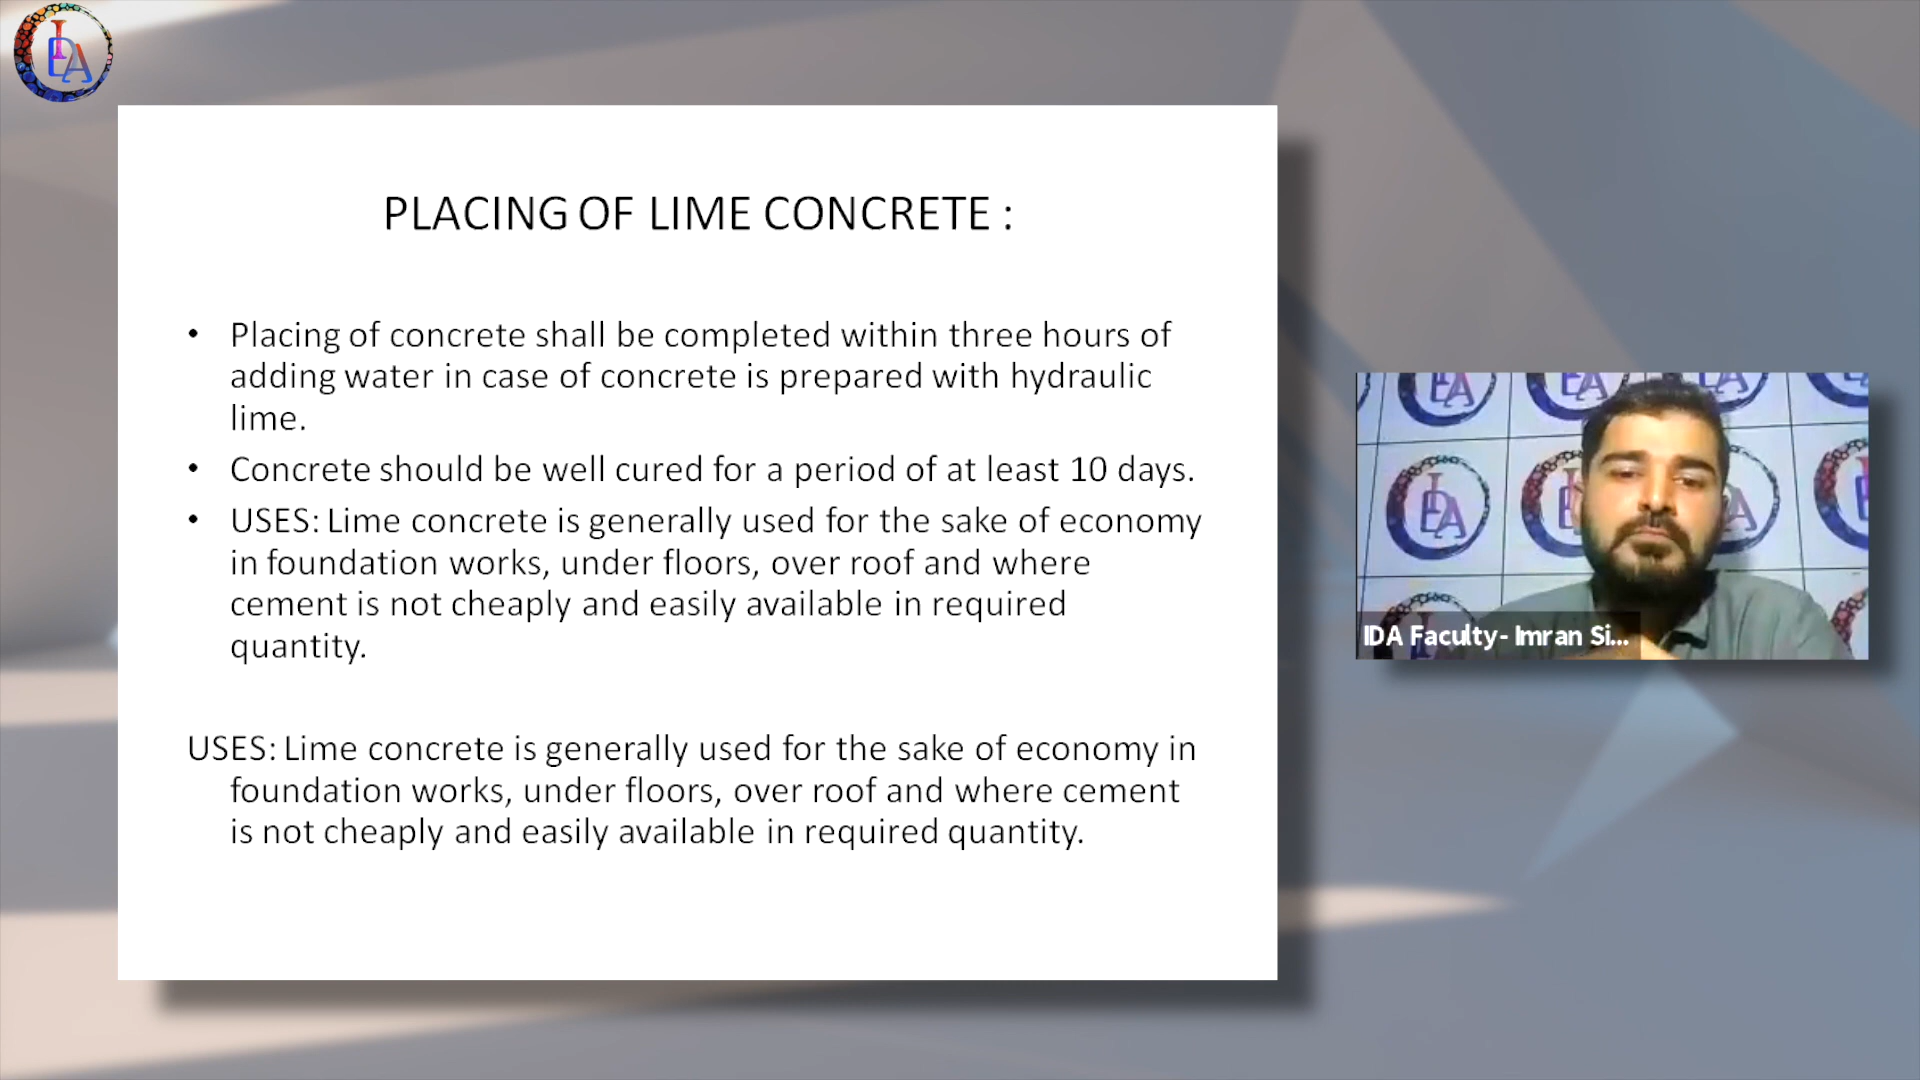 IDA
PLACING OF LIME CONCRETE :
• Placing of concrete shall be completed within three hours of
adding water in case of concrete is prepared with hydraulic
lime.
• Concrete should be well cured for a period of at least 10 days.
• USES: Lime concrete is generally used for the sake of economy
in foundation works, under floors, over roof and where
cement is not cheaply and easily available in required
quantity.
USES: Lime concrete is generally used for the sake of economy in
foundation works, under floors, over roof and where cement
is not cheaply and easily available in required quantity.
IDA Faculty- Imran Si...